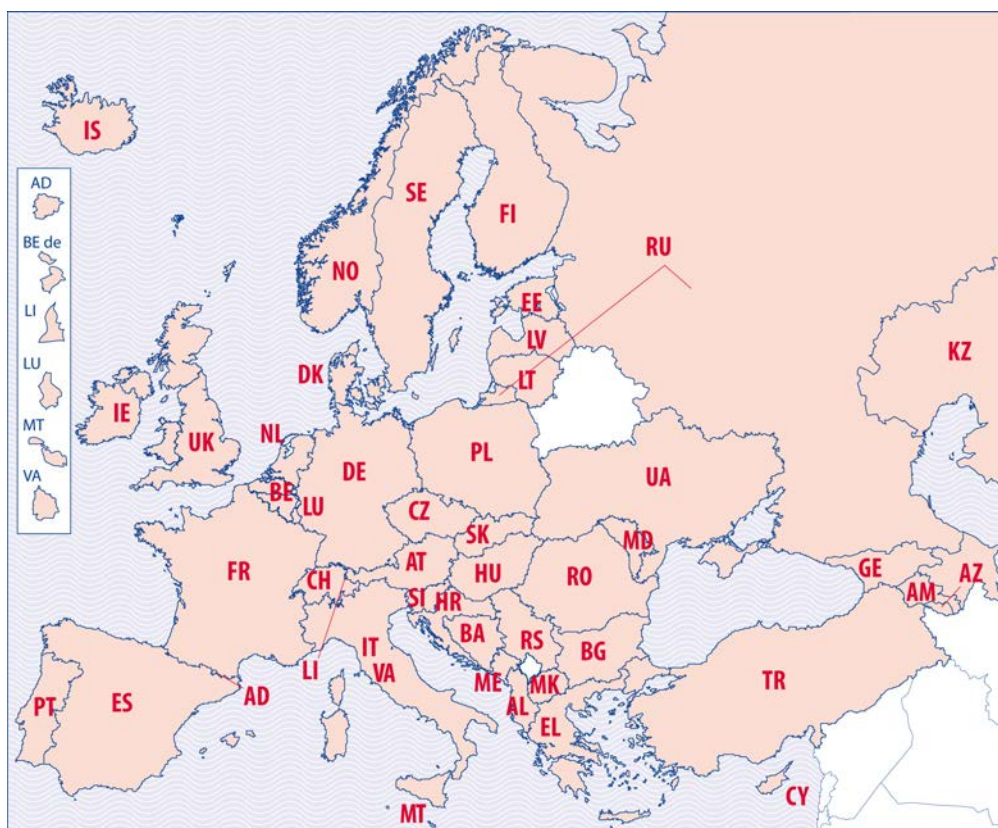 IS
AD
BE de
LI
LU
MT
VA
SE
FI
NO
RU
EE
LV
LT
KZ
DK
IE
UK
NL
BE
LU
DE
PL
UA
CZ
SK
MD
FR
CH
AT
HU
RO
GE
AZ
AM
SI
HR
BA
RS
BG
IT
VA
LI
ME
MK
AL
EL
TR
PT
ES
AD
MT
CY